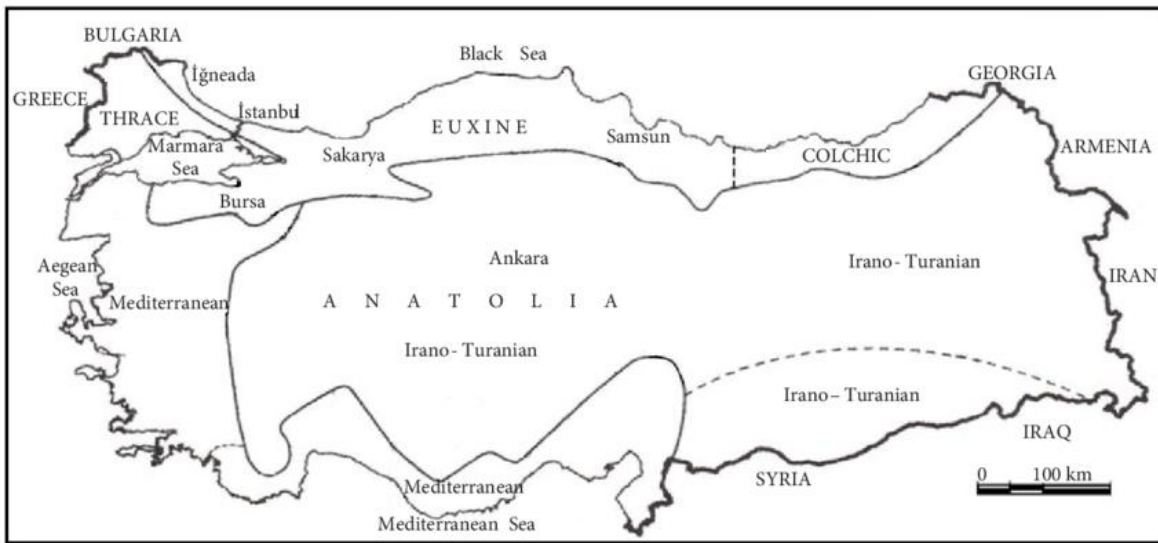 BULGARIA
Black Sea
İğneada
GEORGIA
GREECE
İstanbul
THRACE
EUXINE
Samsun
Marmara
Sea
Sakarya
COLCHIC
ARMENIA
Bursa
Ankara
Irano-Turanian
Aegean
Sea
Mediterranean
ANATOLIA
IRAN
Irano-Turanian
Irano–Turanian
IRAQ
SYRIA
0 100 km
Mediterranean
Mediterranean Sea